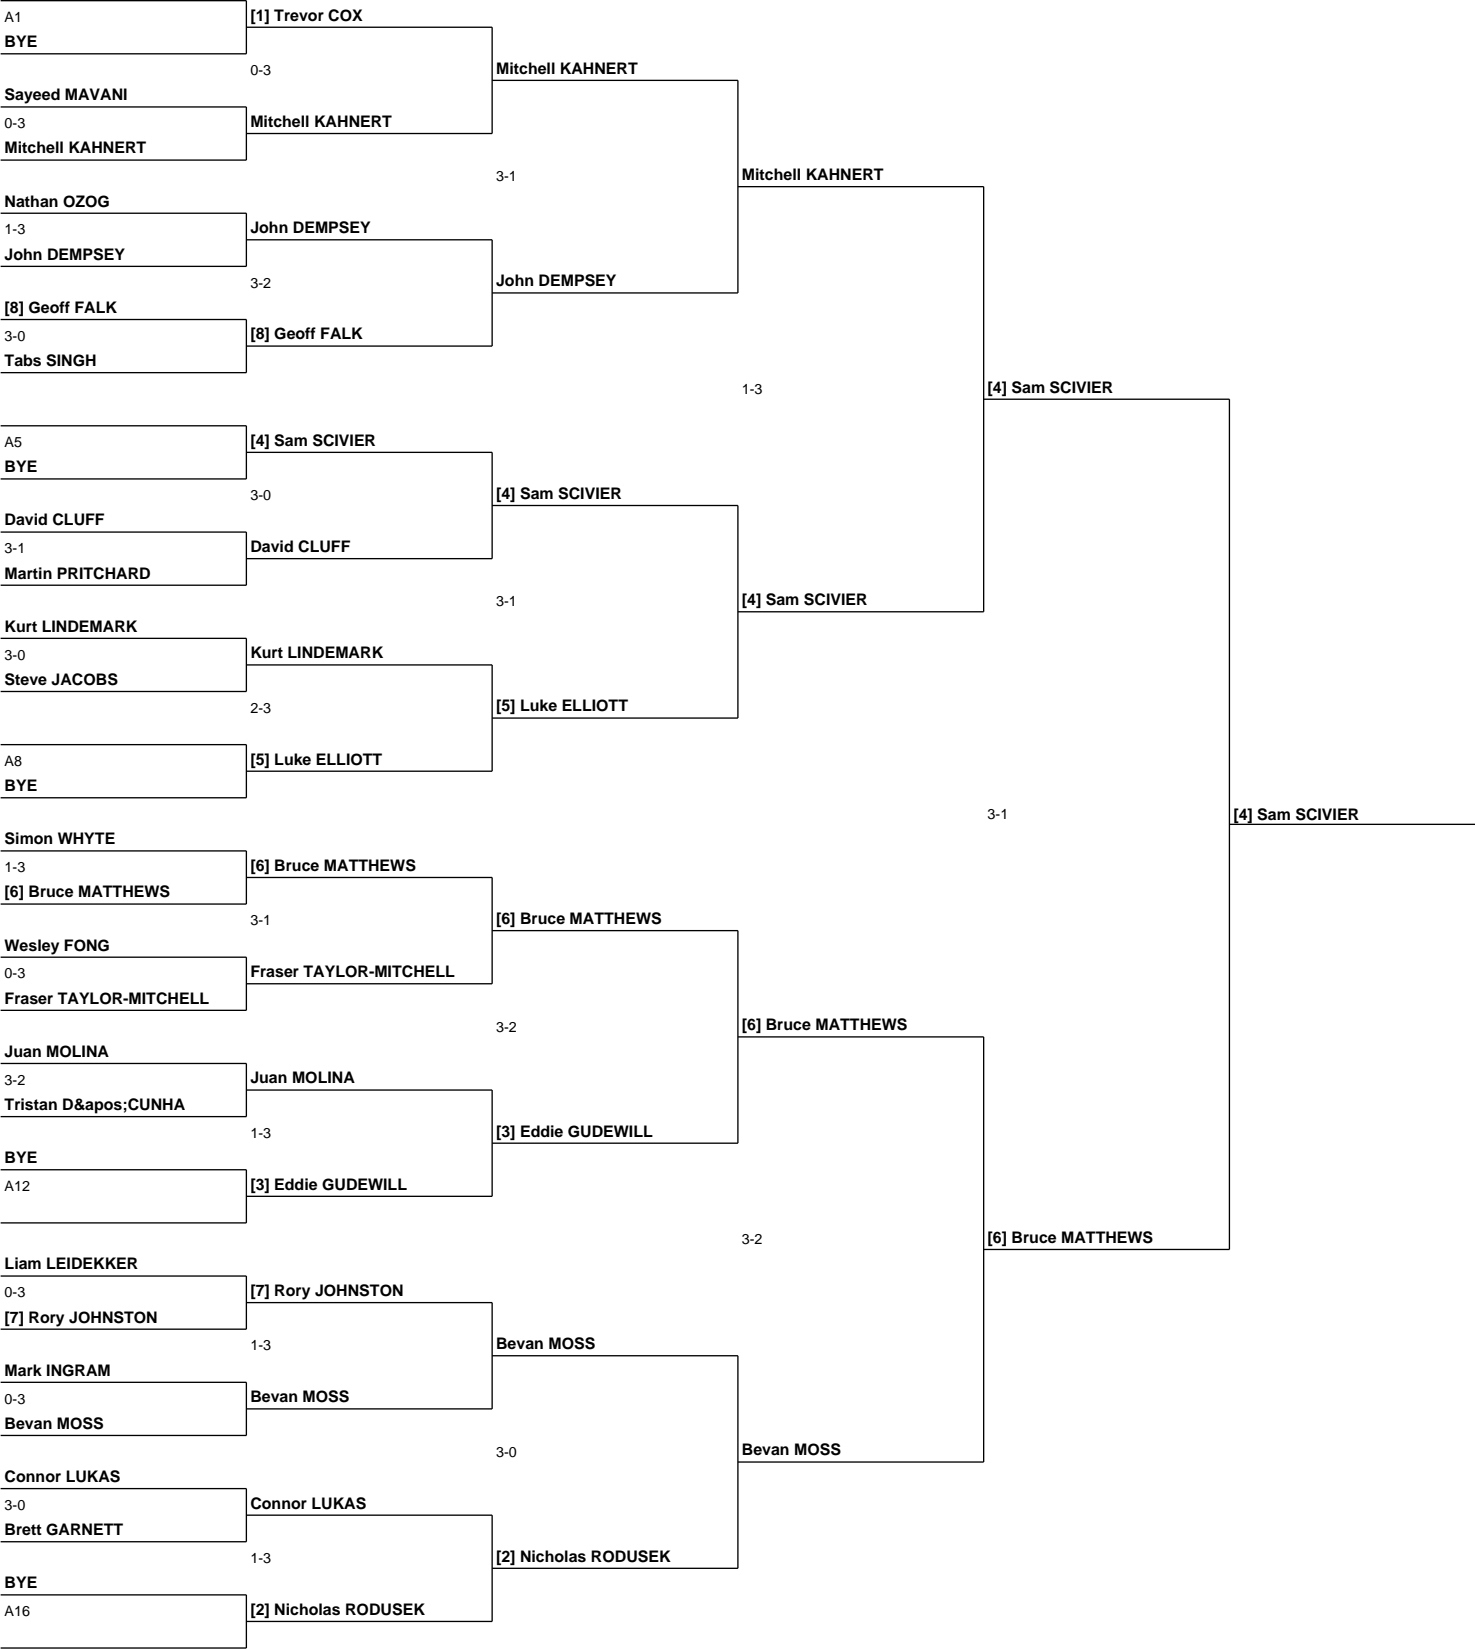 A1
BYE
[1] Trevor COX
0-3
Sayeed MAVANI
0-3
Mitchell KAHNERT
Mitchell KAHNERT
Mitchell KAHNERT
3-1
Nathan OZOG
1-3
John DEMPSEY
John DEMPSEY
3-2
[8] Geoff FALK
3-0
Tabs SINGH
[8] Geoff FALK
John DEMPSEY
Mitchell KAHNERT
1-3
A5
BYE
[4] Sam SCIVIER
3-0
David CLUFF
3-1
Martin PRITCHARD
David CLUFF
[4] Sam SCIVIER
3-1
Kurt LINDEMARK
3-0
Steve JACOBS
Kurt LINDEMARK
2-3
A8
BYE
[5] Luke ELLIOTT
[5] Luke ELLIOTT
[4] Sam SCIVIER
[4] Sam SCIVIER
3-1
[4] Sam SCIVIER
Simon WHYTE
1-3
[6] Bruce MATTHEWS
[6] Bruce MATTHEWS
3-1
Wesley FONG
0-3
Fraser TAYLOR-MITCHELL
Fraser TAYLOR-MITCHELL
[6] Bruce MATTHEWS
3-2
Juan MOLINA
3-2
Tristan D&apos;CUNHA
Juan MOLINA
1-3
BYE
A12
[3] Eddie GUDEWILL
[3] Eddie GUDEWILL
[6] Bruce MATTHEWS
3-2
[6] Bruce MATTHEWS
Liam LEIDEKKER
0-3
[7] Rory JOHNSTON
[7] Rory JOHNSTON
1-3
Mark INGRAM
0-3
Bevan MOSS
Bevan MOSS
Bevan MOSS
3-0
Connor LUKAS
3-0
Brett GARNETT
Connor LUKAS
1-3
BYE
A16
[2] Nicholas RODUSEK
[2] Nicholas RODUSEK
Bevan MOSS